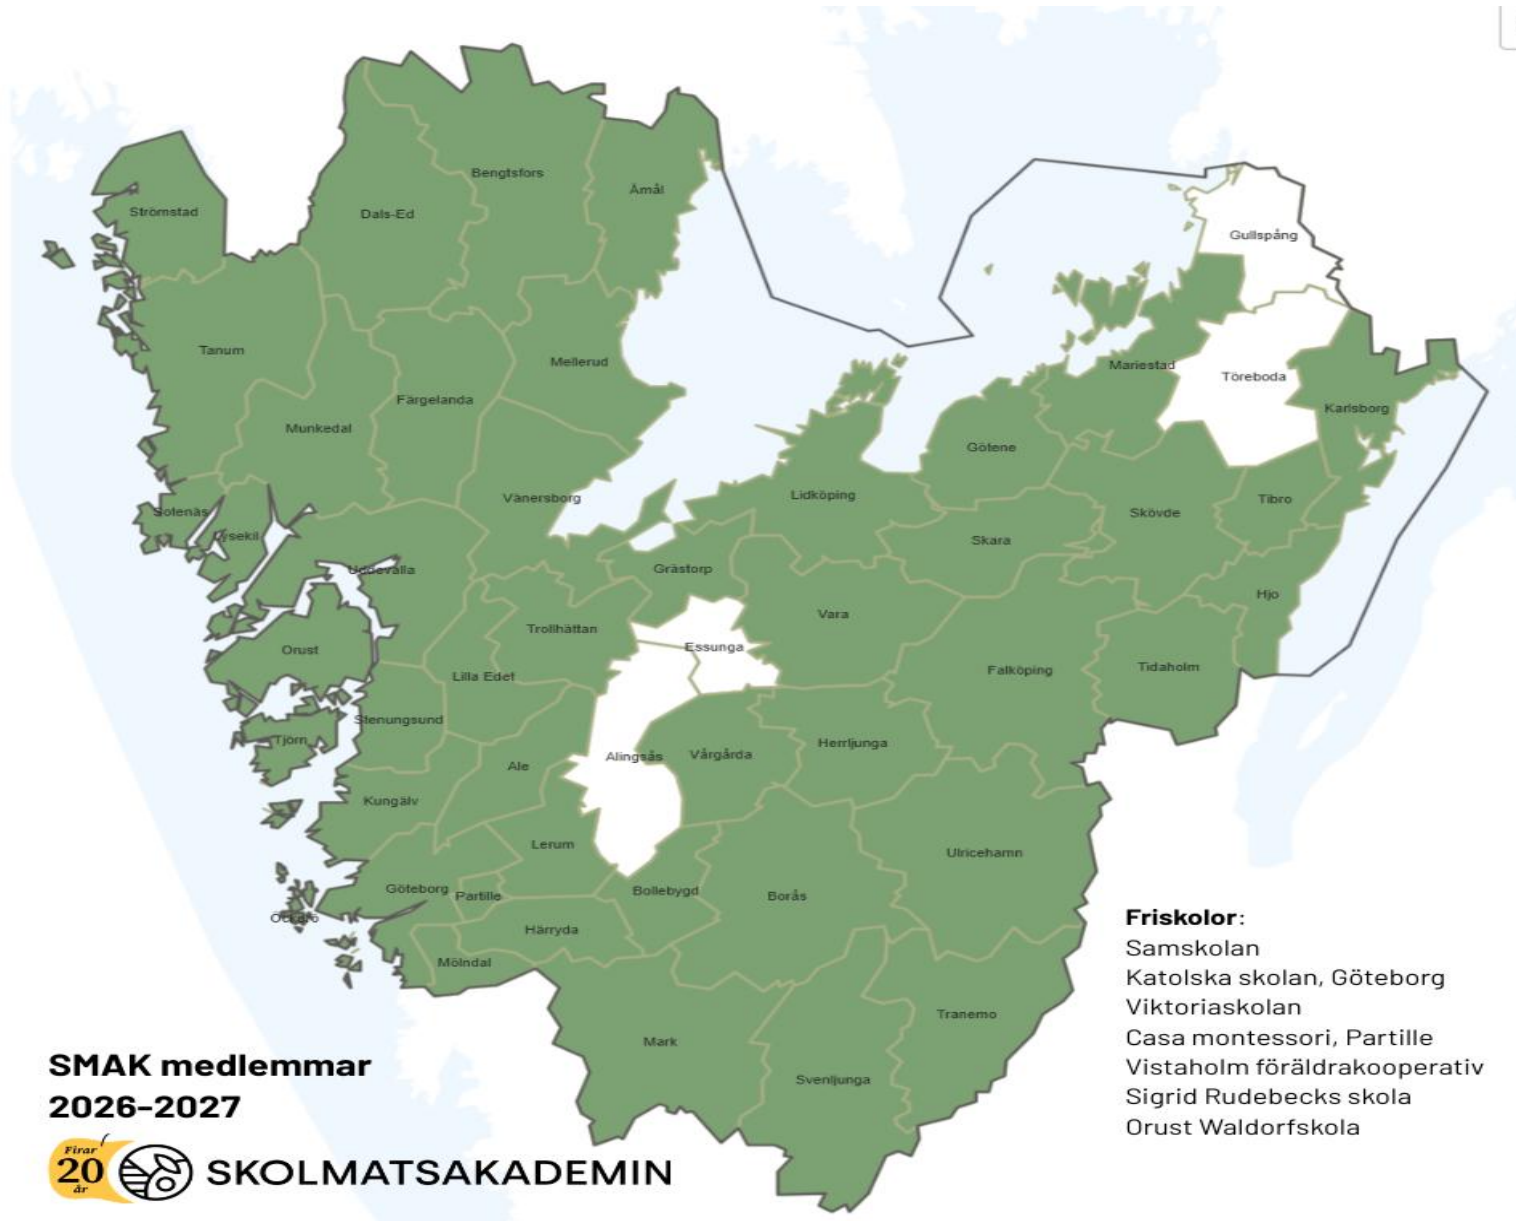 Bengtsfors
Åmål
Strömstad
Dals-Ed
Gullspång
Tanum
Mellerud
Mariestad
Töreboda
Färgelanda
Karlsborg
Munkedal
Götene
Lidköping
Vänersborg
Tibro
Sotenäs
Skövde
Lysekil
Skara
Uddevalla
Grästorp
Hjo
Vara
Trollhättan
Essunga
Orust
Tidaholm
Falköping
Lilla Edet
Stenungsund
Tjörn
Herrljunga
Alingsås
Vårgårda
Ale
Kungälv
Lerum
Ulricehamn
Göteborg
Partille
Bollebygd
Borås
Öckerö
Härryda
Mölndal
Tranemo
Mark
Svenljunga
Friskolor:
Samskolan
Katolska skolan, Göteborg
Viktoriaskolan
Casa montessori, Partille
Vistaholm föräldrakooperativ
Sigrid Rudebecks skola
Orust Waldorfskola
SMAK medlemmar
2026-2027
Firar
20
år
SKOLMATSAKADEMIN